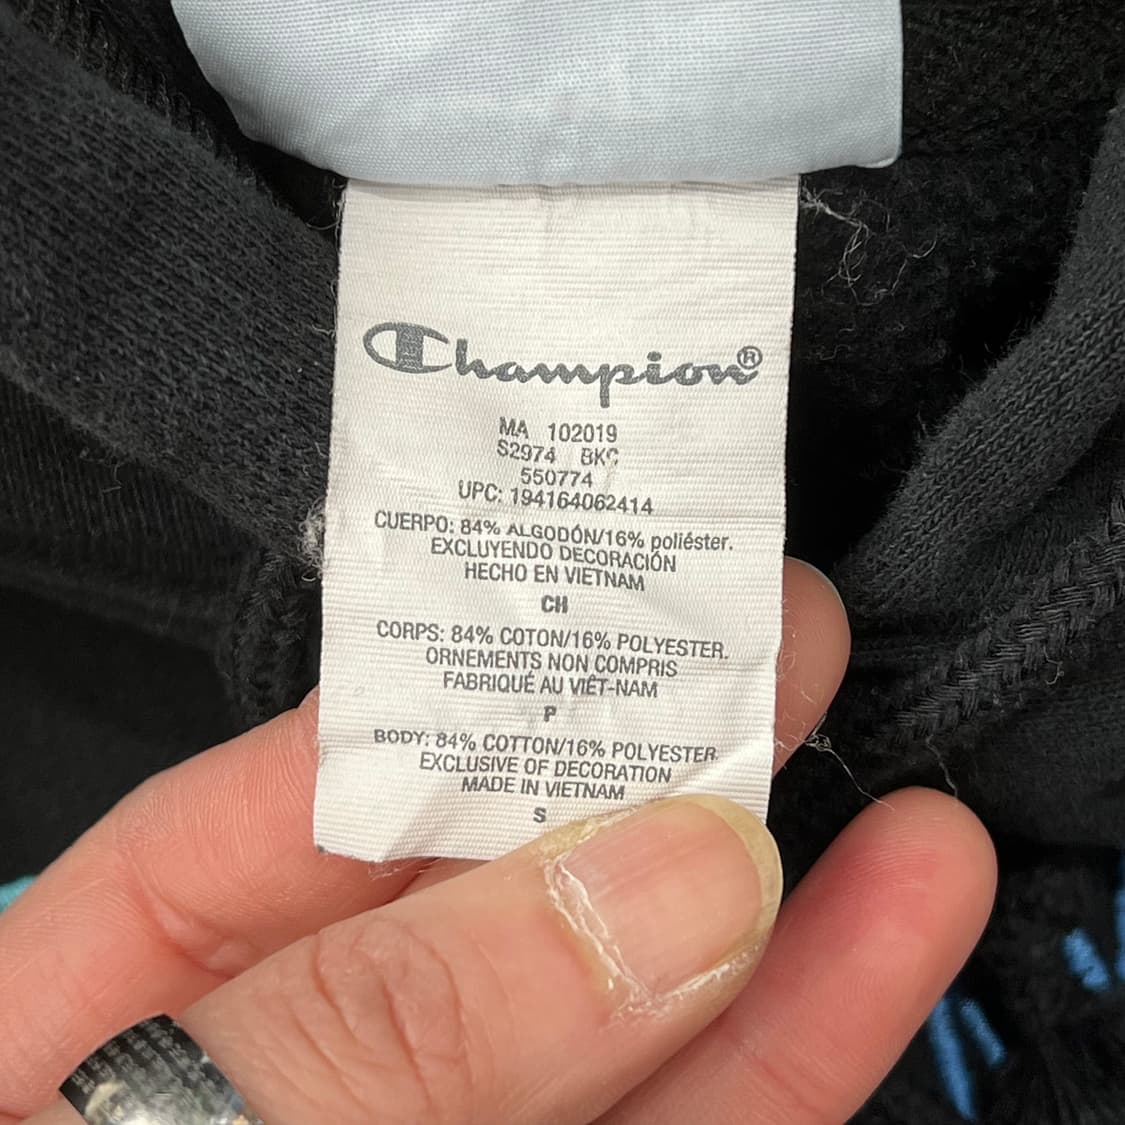 Champion®
MA 102019
S2974 BKC
550774
UPC: 194164062414
CUERPO: 84% ALGODÓN/16% poliéster.
EXCLUYENDO DECORACIÓN
HECHO EN VIETNAM
CH
CORPS: 84% COTON/16% POLYESTER.
ORNEMENTS NON COMPRIS
FABRIQUÉ AU VIÊT-NAM
P
BODY: 84% COTTON/16% POLYESTER.
EXCLUSIVE OF DECORATION
MADE IN VIETNAM
S